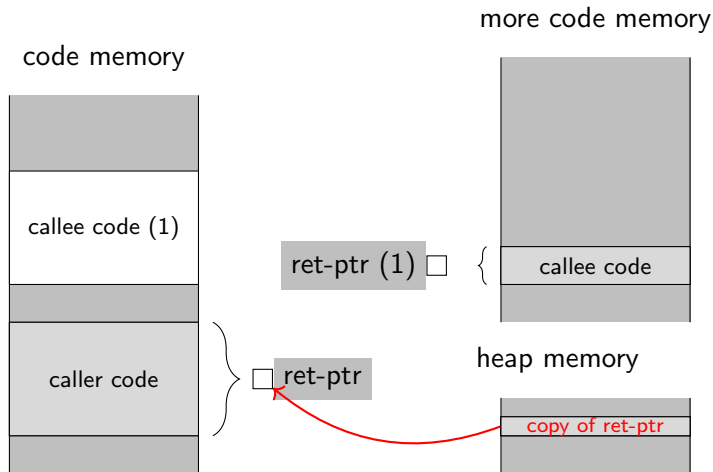 more code memory
code memory
callee code (1)
ret-ptr (1)
callee code
caller code
ret-ptr
heap memory
copy of ret-ptr